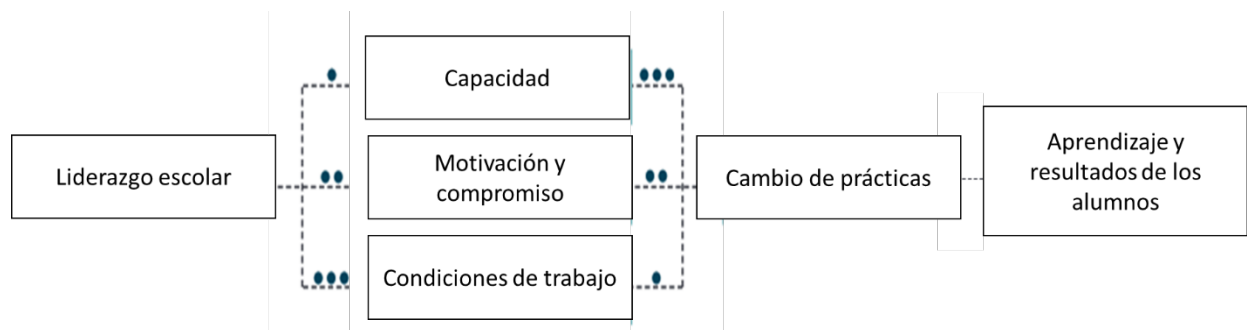 Capacidad
Liderazgo escolar
Motivación y
compromiso
Condiciones de trabajo
Cambio de prácticas
Aprendizaje y
resultados de los
alumnos